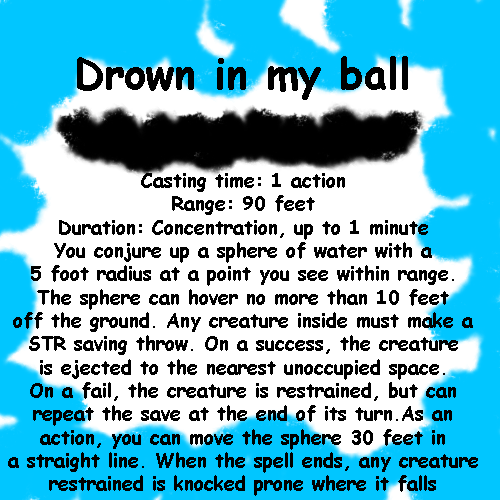 Drown in my ball
Casting time: 1 action
Range: 90 feet
Duration: Concentration, up to 1 minute
You conjure up a sphere of water with a
5 foot radius at a point you see within range.
The sphere can hover no more than 10 feet
off the ground. Any creature inside must make a
STR saving throw. On a success, the creature
is ejected to the nearest unoccupied space.
On a fail, the creature is restrained, but can
repeat the save at the end of its turn.As an
action, you can move the sphere 30 feet in
a straight line. When the spell ends, any creature
restrained is knocked prone where it falls